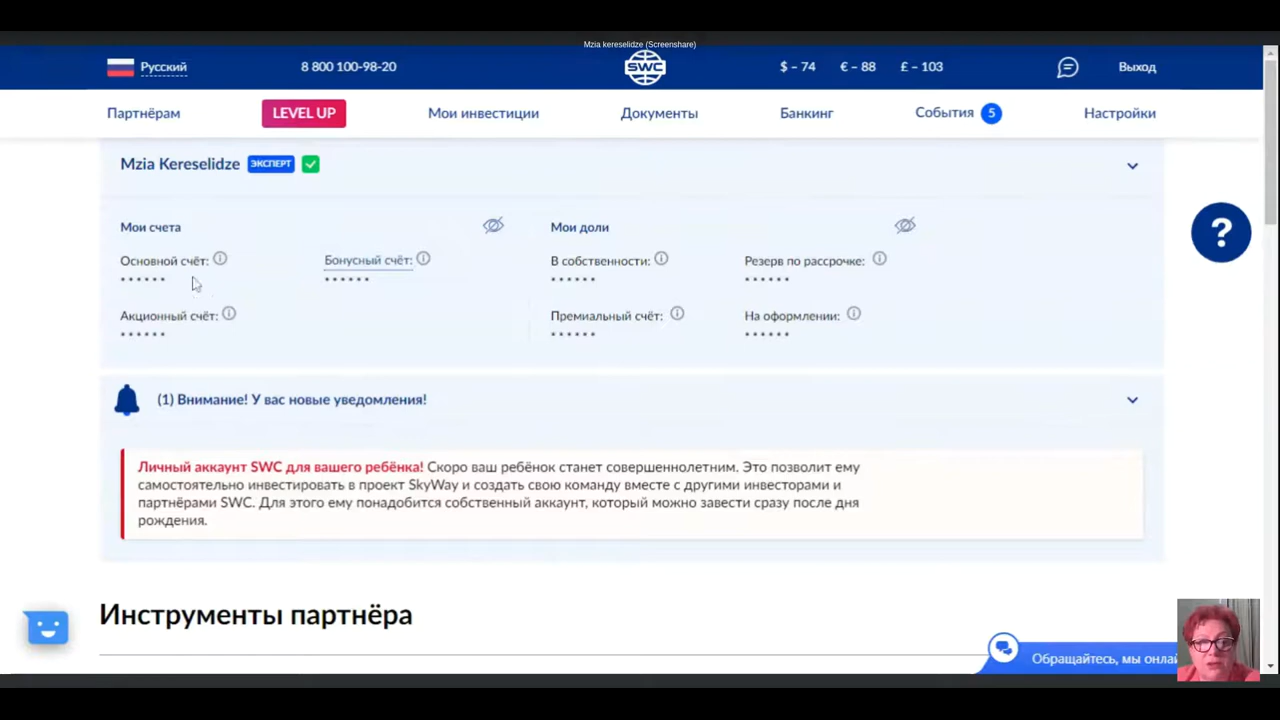 Mzia kereselidze (Screenshare)
Русский
8 800 100-98-20
SWC
$ – 74
€ – 88
£ – 103
Выход
Партнёрам
LEVEL UP
Мои инвестиции
Документы
Банкинг
События 5
Настройки
Mzia Kereselidze ЭКСПЕРТ
?
Мои счета
Мои доли
Основной счёт:
Бонусный счёт:
В собственности:
Резерв по рассрочке:
••••••
••••••
••••••
••••••
Акционный счёт:
Премиальный счёт:
На оформлении:
••••••
••••••
••••••
(1) Внимание! У вас новые уведомления!
Личный аккаунт SWC для вашего ребёнка! Скоро ваш ребёнок станет совершеннолетним. Это позволит ему
самостоятельно инвестировать в проект SkyWay и создать свою команду вместе с другими инвесторами и
партнёрами SWC. Для этого ему понадобится собственный аккаунт, который можно завести сразу после дня
рождения.
Инструменты партнёра
Обращайтесь, мы онлай